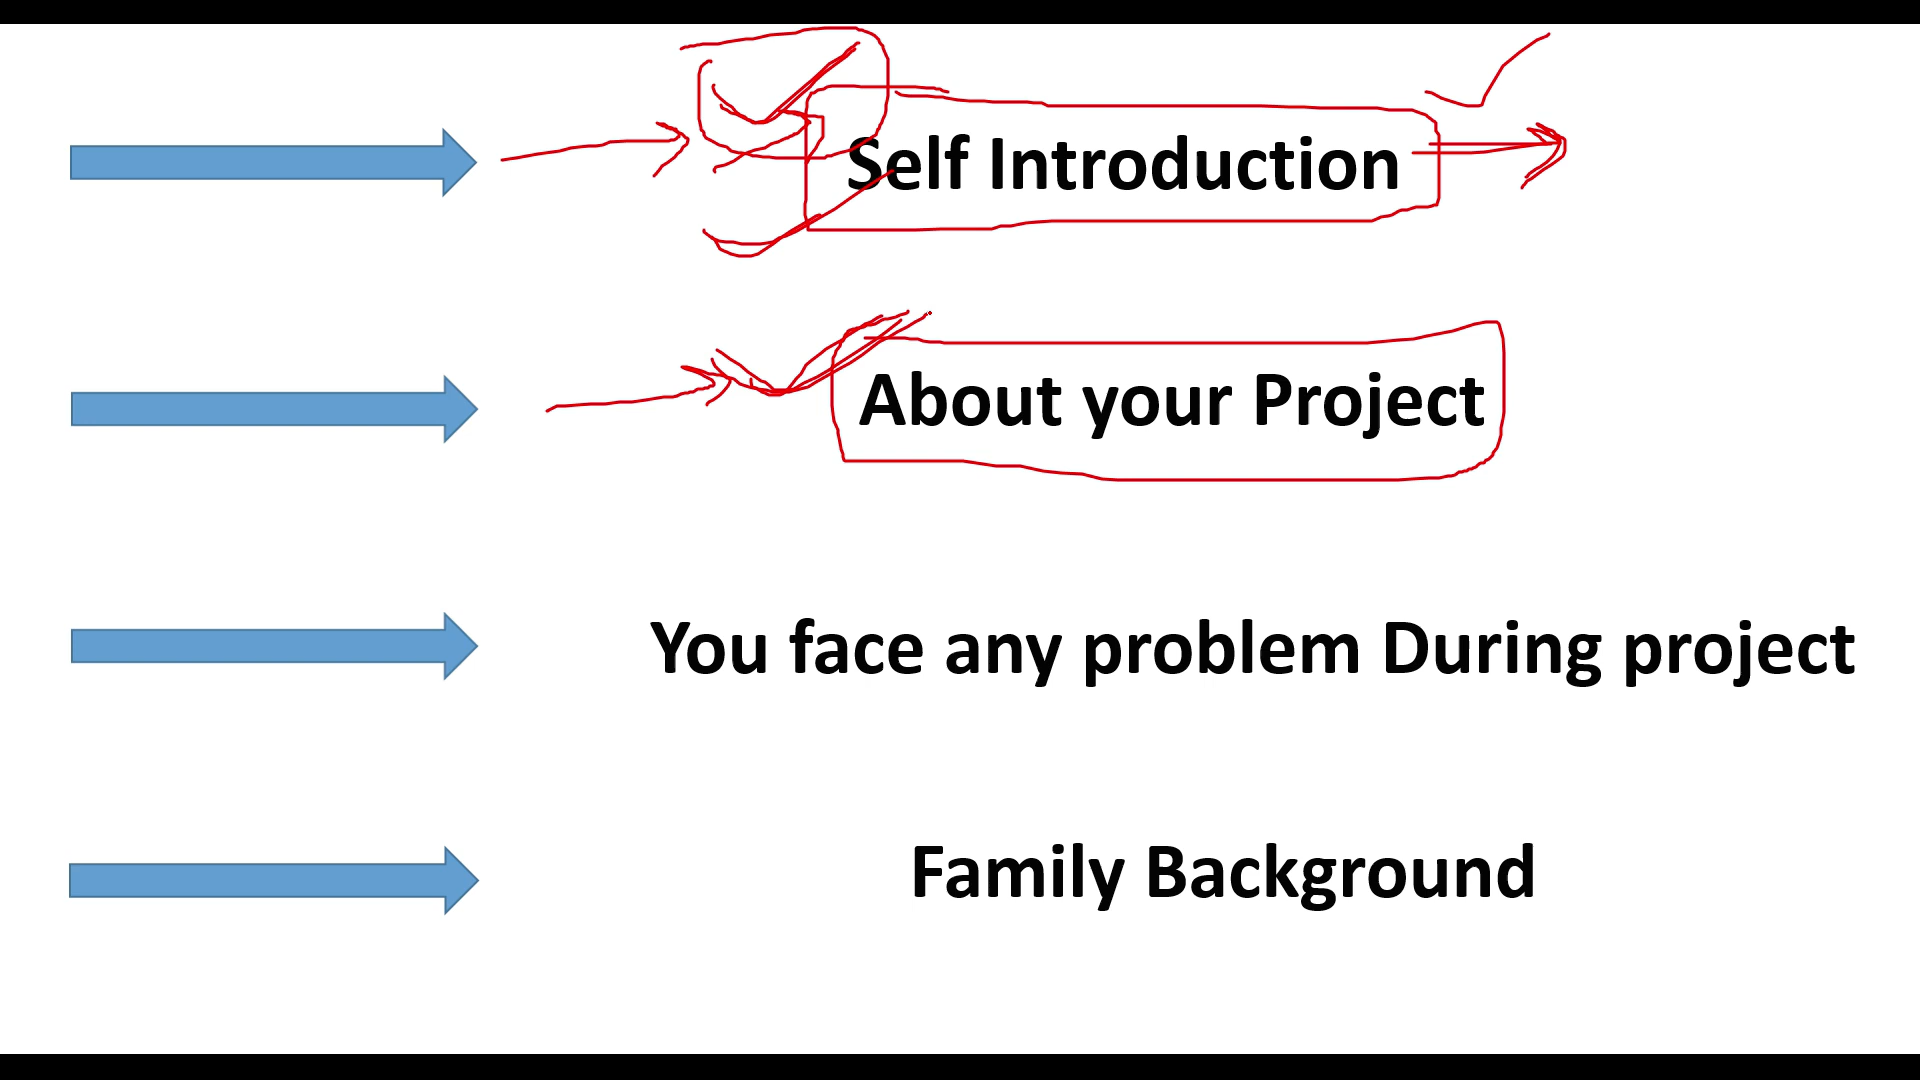 Self Introduction
About your Project
You face any problem During project
Family Background